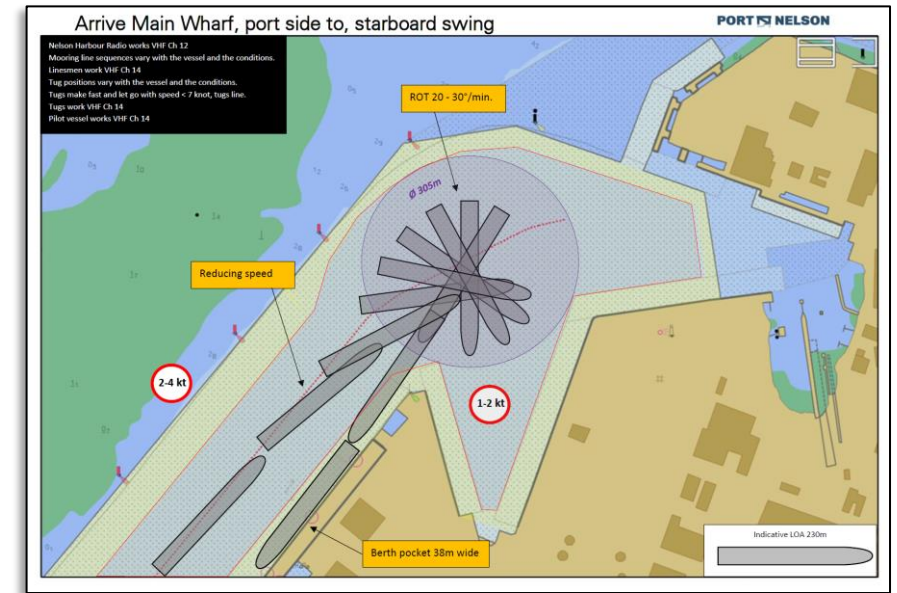 Arrive Main Wharf, port side to, starboard swing
PORT NELSON
Nelson Harbour Radio works VHF Ch 12
Mooring line sequences vary with the vessel and the conditions.
Linesmen work VHF Ch 14
Tug positions vary with the vessel and the conditions.
Tugs make fast and let go with speed < 7 knot, tugs line.
Tugs work VHF Ch 14
Pilot vessel works VHF Ch 14
ROT 20 - 30°/min.
Ø 305m
Reducing speed
2-4 kt
1-2 kt
Berth pocket 38m wide
Indicative LOA 230m